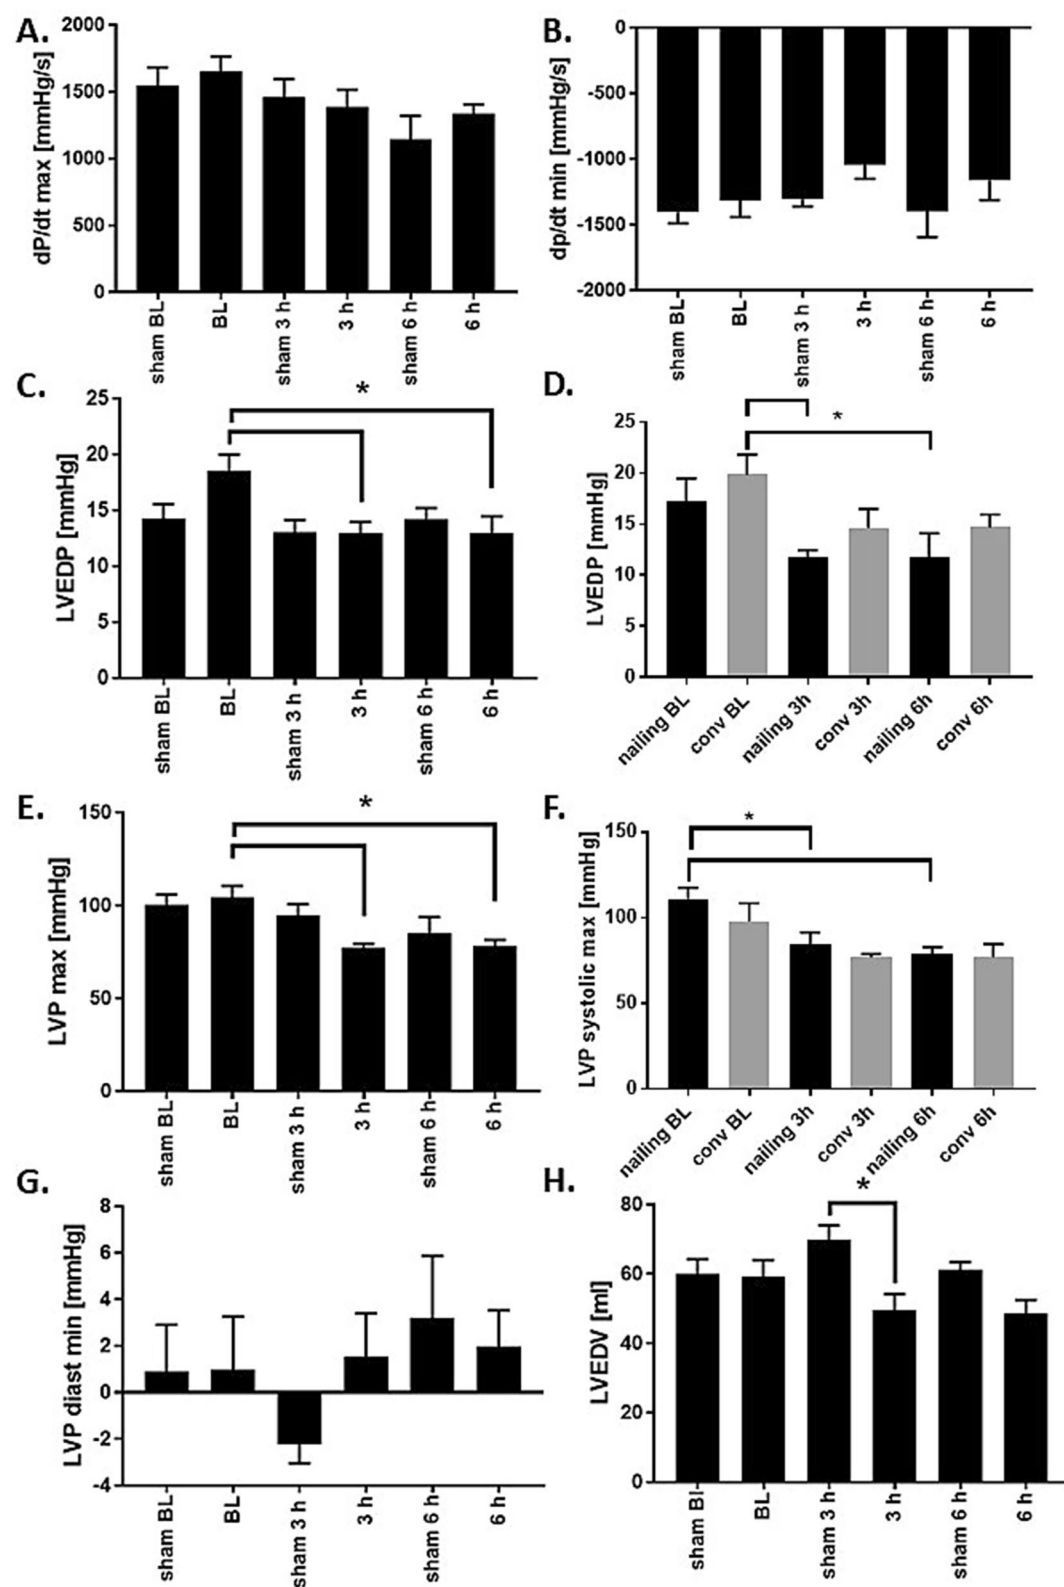 A.
dP/dt max [mmHg/s]
2000
1500
1000
500
0
sham BL
BL
sham 3 h
3 h
sham 6 h
6 h
B.
dp/dt min [mmHg/s]
0
-500
-1000
-1500
-2000
sham BL
BL
sham 3 h
3 h
sham 6 h
6 h
C.
LVEDP [mmHg]
25
20
15
10
5
0
*
sham BL
BL
sham 3 h
3 h
sham 6 h
6 h
D.
LVEDP [mmHg]
25
20
15
10
5
0
*
nailing BL
conv BL
nailing 3h
conv 3h
nailing 6h
conv 6h
E.
LVP max [mmHg]
150
100
50
0
*
sham BL
BL
sham 3 h
3 h
sham 6 h
6 h
F.
LVP systolic max [mmHg]
150
100
50
0
*
nailing BL
conv BL
nailing 3h
conv 3h
nailing 6h
conv 6h
G.
LVP diast min [mmHg]
8
6
4
2
0
-2
-4
sham BL
BL
sham 3 h
3 h
sham 6 h
6 h
H.
LVEDV [ml]
80
60
40
20
0
*
sham Bl
BL
sham 3 h
3 h
sham 6 h
6 h